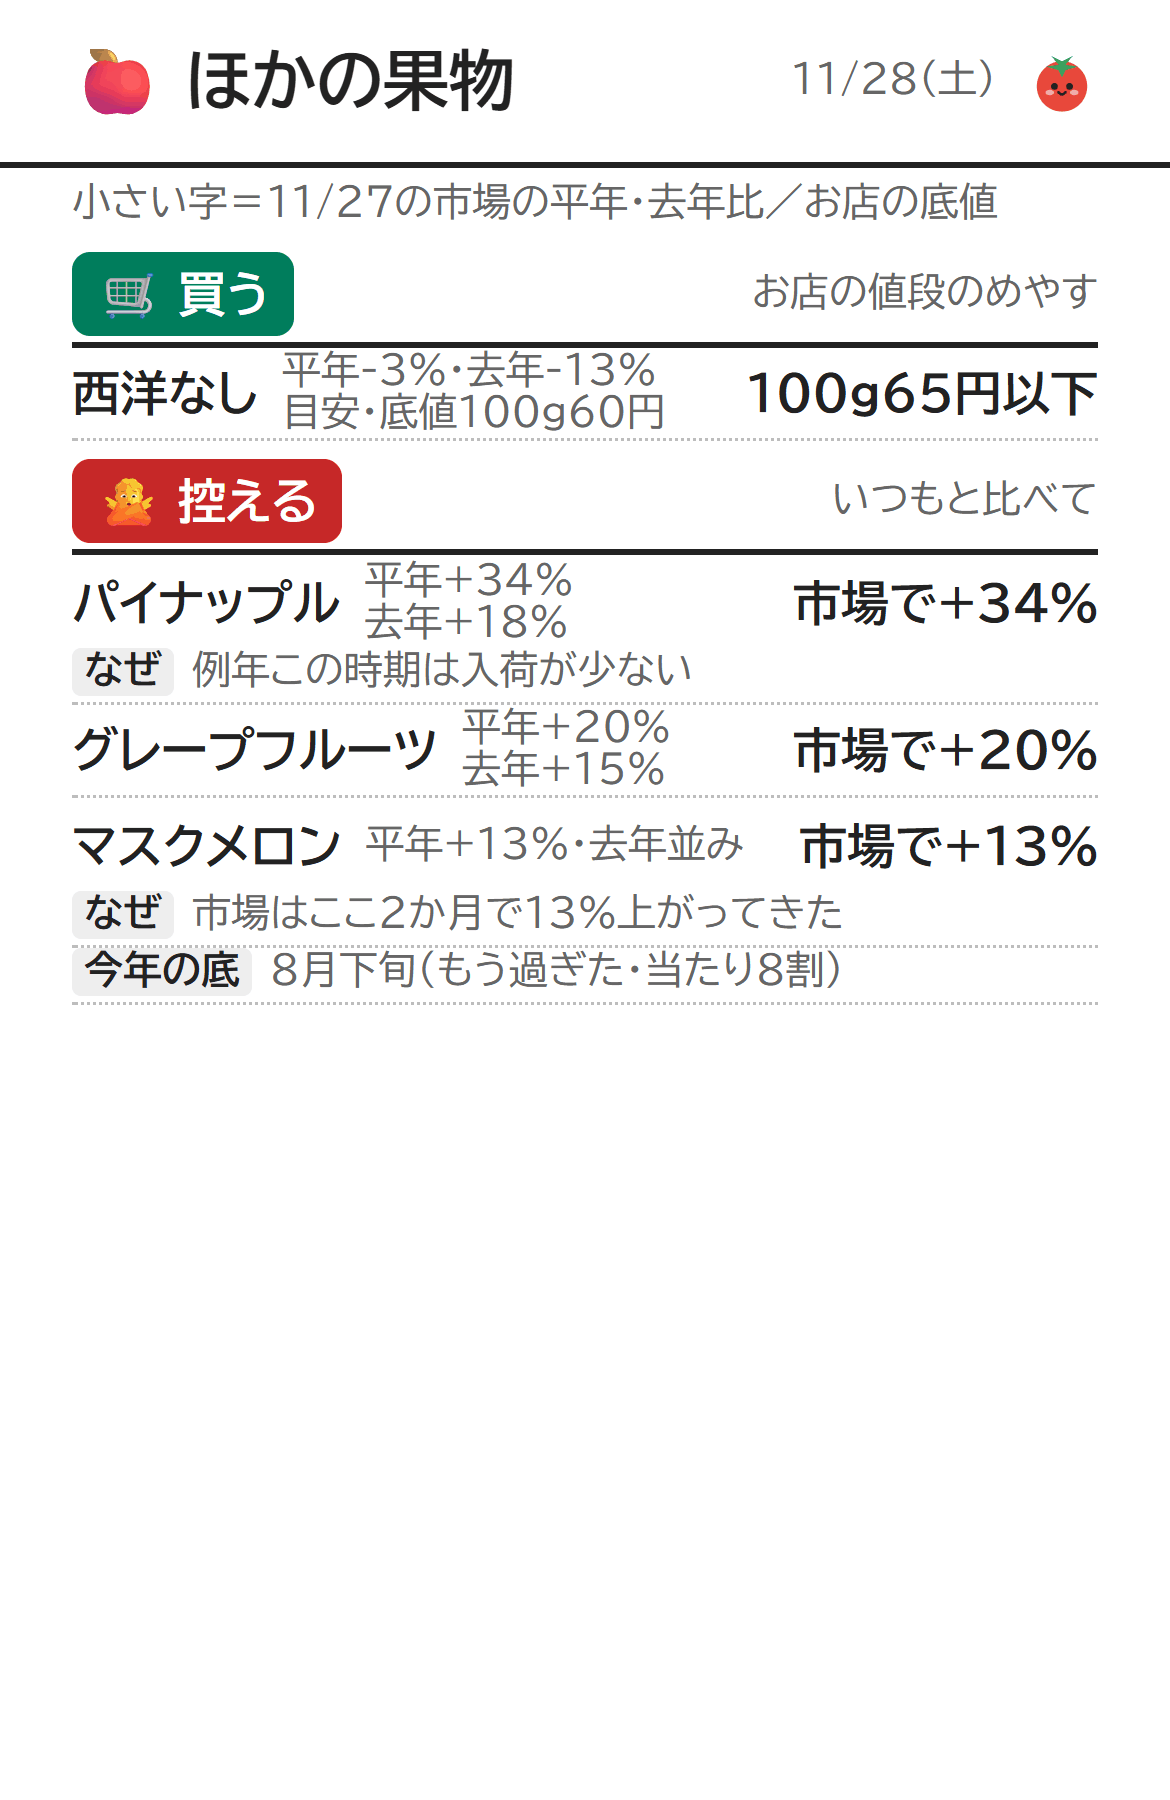 ほかの果物
11/28(土)
小さい字=11/27の市場の平年・去年比／お店の底値
買う
お店の値段のめやす
西洋なし
平年-3%・去年-13%
目安・底値100g60円
100g65円以下
控える
いつもと比べて
パイナップル
平年+34%
去年+18%
市場で+34%
なぜ 例年この時期は入荷が少ない
グレープフルーツ
平年+20%
去年+15%
市場で+20%
マスクメロン 平年+13%・去年並み 市場で+13%
なぜ 市場はここ2か月で13%上がってきた
今年の底 8月下旬(もう過ぎた・当たり8割)